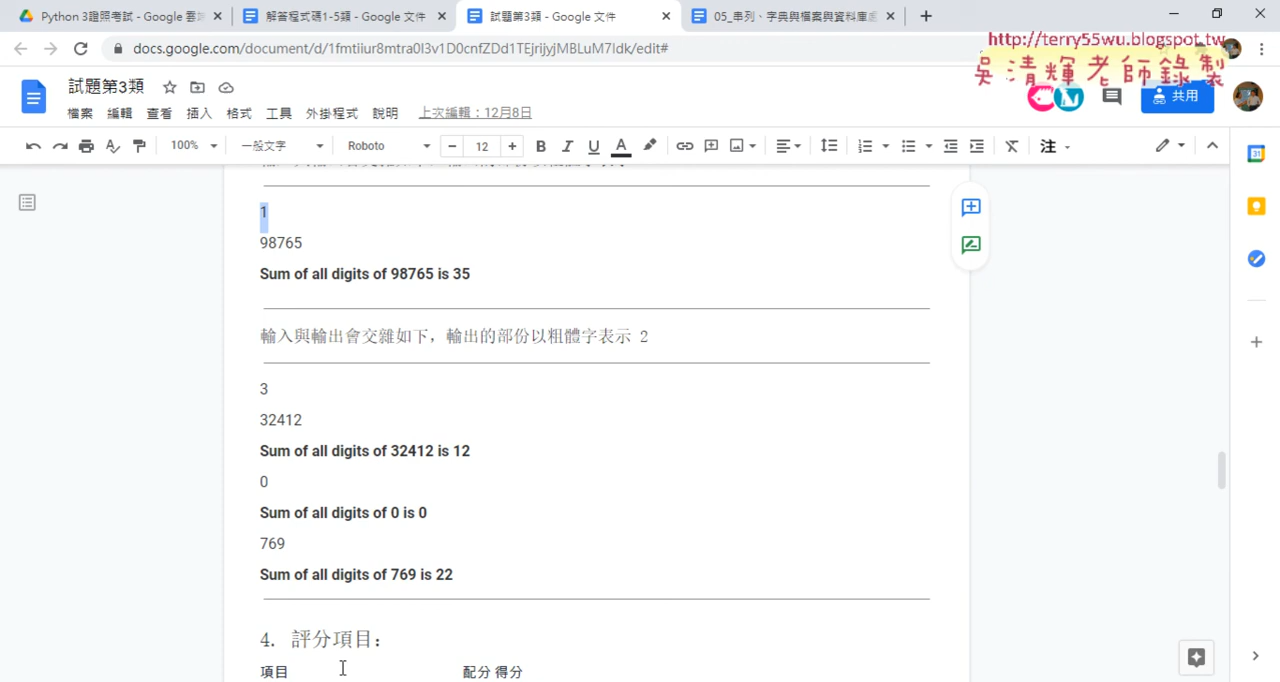 Python 3證照考試 - Google 雲端
解答程式碼1-5類 - Google 文件
試題第3類 - Google 文件
05_串列、字典與檔案與資料庫處
docs.google.com/document/d/1fmtiiur8mtra0I3v1D0cnfZDd1TEjrijyjMBLuM7Idk/edit#
http://terry55wu.blogspot.tw
吳清輝老師錄製
試題第3類
檔案 編輯 查看 插入 格式 工具 外掛程式 說明 上次編輯：12月8日
共用
100% 一般文字 Roboto 12 B I U A 注
1
98765
Sum of all digits of 98765 is 35
輸入與輸出會交雜如下，輸出的部份以粗體字表示 2
3
32412
Sum of all digits of 32412 is 12
0
Sum of all digits of 0 is 0
769
Sum of all digits of 769 is 22
4. 評分項目：
項目 配分 得分